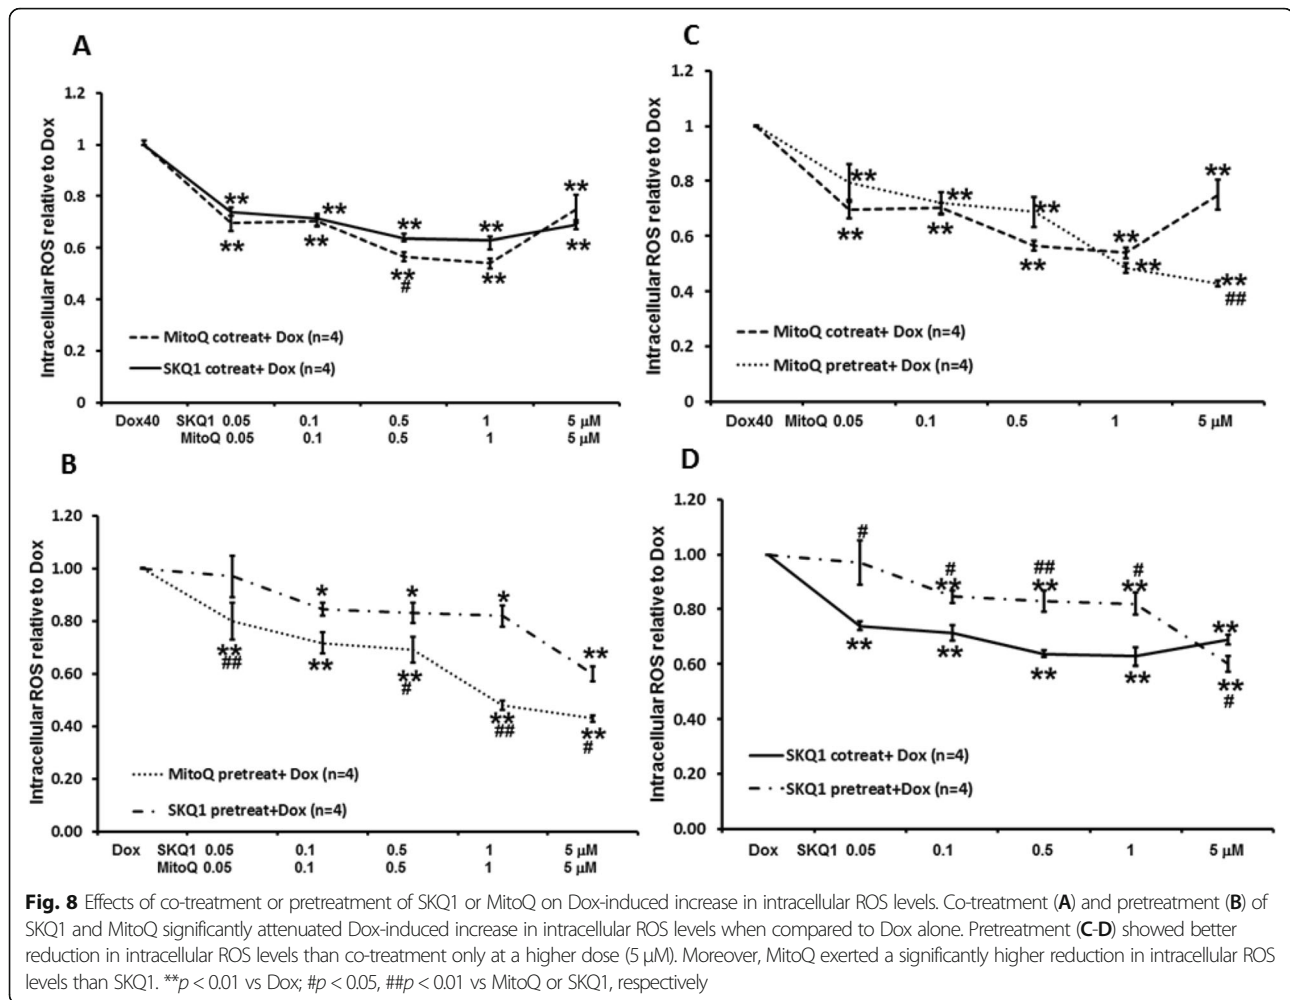 A
Intracellular ROS relative to Dox
1.2
1
0.8
0.6
0.4
0.2
0
** ** ** ** **
** ** ** ** **
#
MitoQ cotreat+ Dox (n=4)
SKQ1 cotreat+ Dox (n=4)
Dox40 SKQ1 0.05 0.1 0.5 1 5 µM
MitoQ 0.05 0.1 0.5 1 5 µM
C
Intracellular ROS relative to Dox
1.2
1
0.8
0.6
0.4
0.2
0
** ** ** ** **
** ** ** ** **
##
MitoQ cotreat+ Dox (n=4)
MitoQ pretreat+ Dox (n=4)
Dox40 MitoQ 0.05 0.1 0.5 1 5 µM
B
Intracellular ROS relative to Dox
1.20
1.00
0.80
0.60
0.40
0.20
0.00
* * * **
** ** ** ** **
## # ## #
MitoQ pretreat+ Dox (n=4)
SKQ1 pretreat+Dox (n=4)
Dox SKQ1 0.05 0.1 0.5 1 5 µM
MitoQ 0.05 0.1 0.5 1 5 µM
D
Intracellular ROS relative to Dox
1.20
1.00
0.80
0.60
0.40
0.20
0.00
# # ## #
** ** ** **
** ** ** ** **
#
SKQ1 cotreat+ Dox (n=4)
SKQ1 pretreat+ Dox (n=4)
Dox SKQ1 0.05 0.1 0.5 1 5 µM
Fig. 8 Effects of co-treatment or pretreatment of SKQ1 or MitoQ on Dox-induced increase in intracellular ROS levels. Co-treatment (A) and pretreatment (B) of
SKQ1 and MitoQ significantly attenuated Dox-induced increase in intracellular ROS levels when compared to Dox alone. Pretreatment (C-D) showed better
reduction in intracellular ROS levels than co-treatment only at a higher dose (5 µM). Moreover, MitoQ exerted a significantly higher reduction in intracellular ROS
levels than SKQ1. **p < 0.01 vs Dox; #p < 0.05, ##p < 0.01 vs MitoQ or SKQ1, respectively